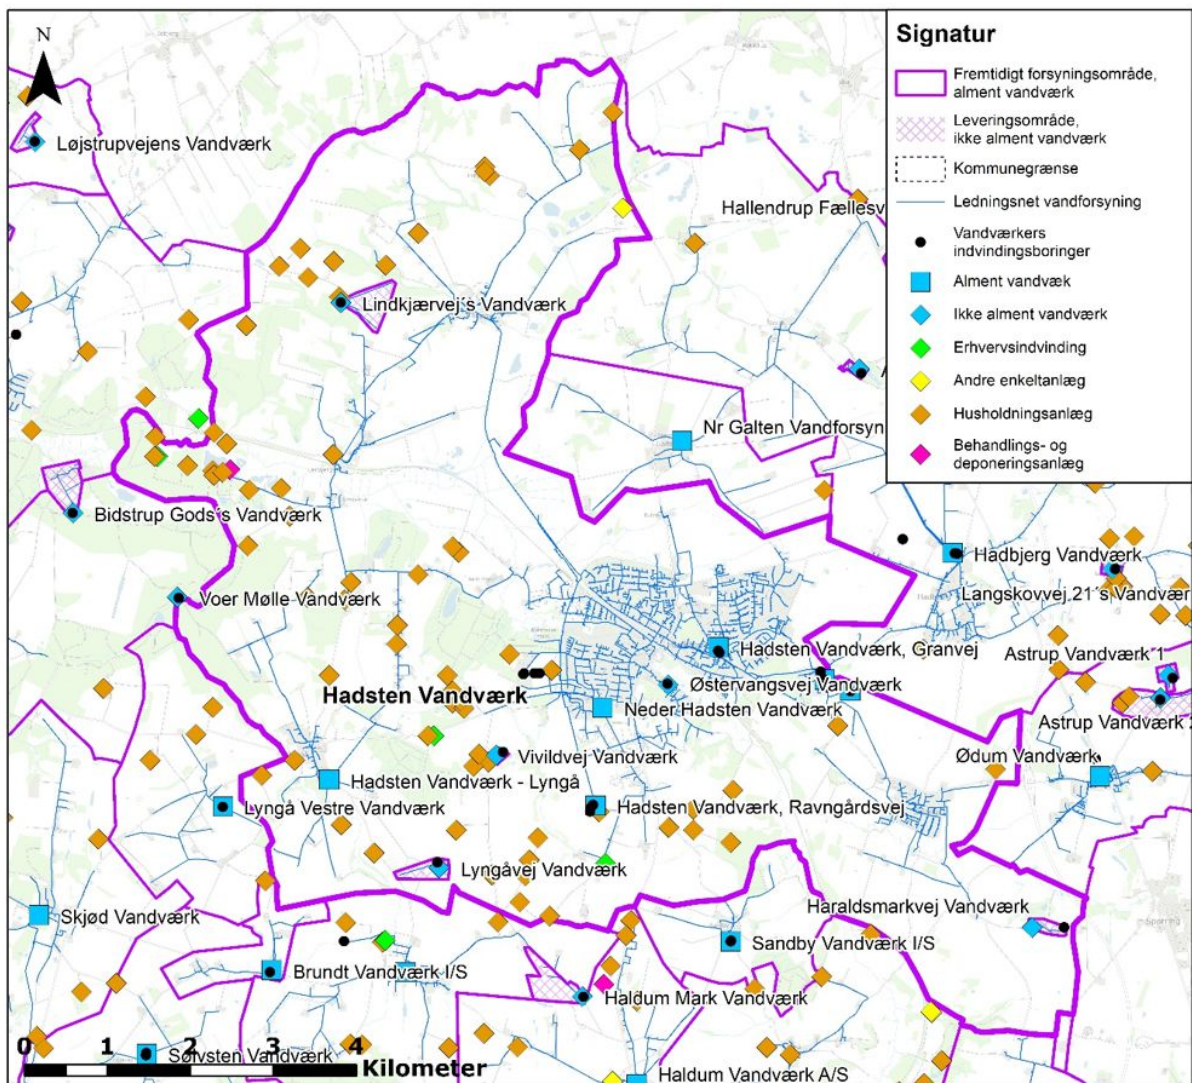 N
Signatur
Fremtidigt forsyningsområde,
alment vandværk
Leveringsområde,
ikke alment vandværk
Kommunegrænse
Ledningsnet vandforsyning
Vandværkers
indvindingsboringer
Alment vandvæk
Ikke alment vandværk
Erhvervsindvinding
Andre enkeltanlæg
Husholdningsanlæg
Behandlings- og
deponeringsanlæg
Løjstrupvejens Vandværk
Hallendrup Fællesv
Lindkjærvej´s Vandværk
A
Nr Galten Vandforsyn
Bidstrup Gods´s Vandværk
Hadbjerg Vandværk
Langskovvej 21´s Vandvær
Voer Mølle Vandværk
Hadsten Vandværk, Granvej
Astrup Vandværk 1
Østervangsvej Vandværk
Hadsten Vandværk
Neder Hadsten Vandværk
Astrup Vandværk
Ødum Vandværk
Vivildvej Vandværk
Hadsten Vandværk - Lyngå
Lyngå Vestre Vandværk
Hadsten Vandværk, Ravngårdsvej
Lyngåvej Vandværk
Haraldsmarkvej Vandværk
Skjød Vandværk
Sandby Vandværk I/S
Brundt Vandværk I/S
Haldum Mark Vandværk
Sølvsten Vandværk
0 1 2 3 4
Kilometer
Haldum Vandværk A/S